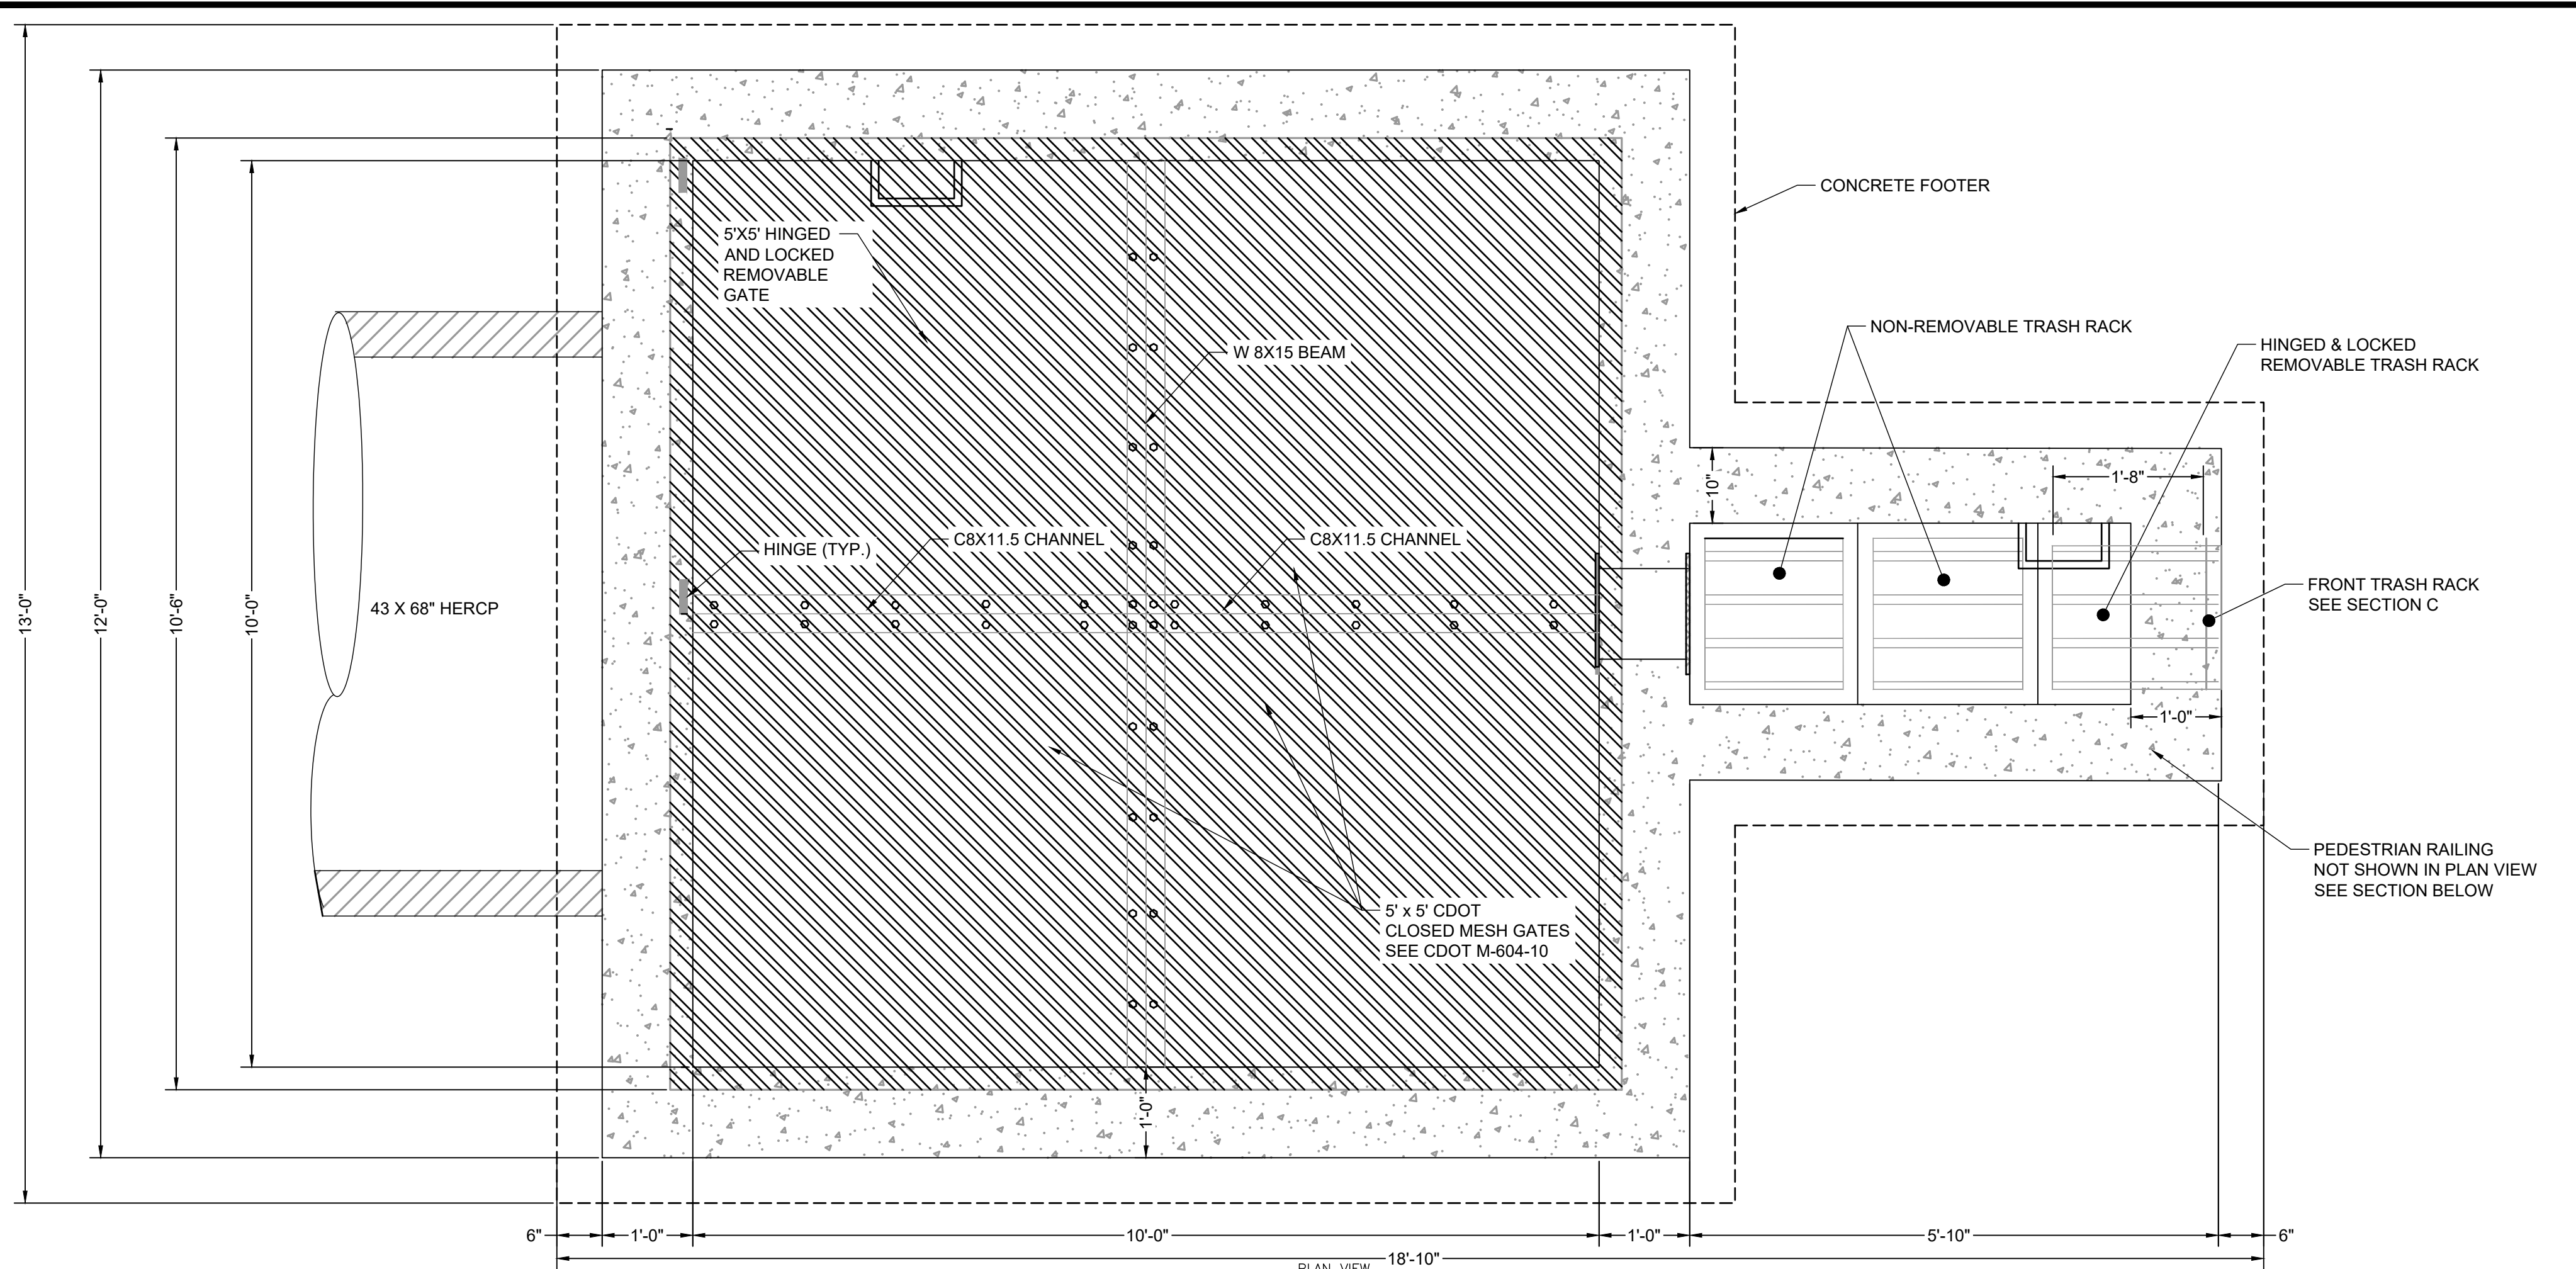 CONCRETE FOOTER
5'X5' HINGED
AND LOCKED
REMOVABLE
GATE
NON-REMOVABLE TRASH RACK
W 8X15 BEAM
HINGED & LOCKED
REMOVABLE TRASH RACK
1'-8"
10"
HINGE (TYP.)
C8X11.5 CHANNEL
C8X11.5 CHANNEL
FRONT TRASH RACK
SEE SECTION C
13'-0"
12'-0"
10'-6"
10'-0"
43 X 68" HERCP
1'-0"
PEDESTRIAN RAILING
NOT SHOWN IN PLAN VIEW
SEE SECTION BELOW
5' x 5' CDOT
CLOSED MESH GATES
SEE CDOT M-604-10
1'-0"
6"
1'-0"
10'-0"
1'-0"
5'-10"
6"
18'-10"
PLAN VIEW